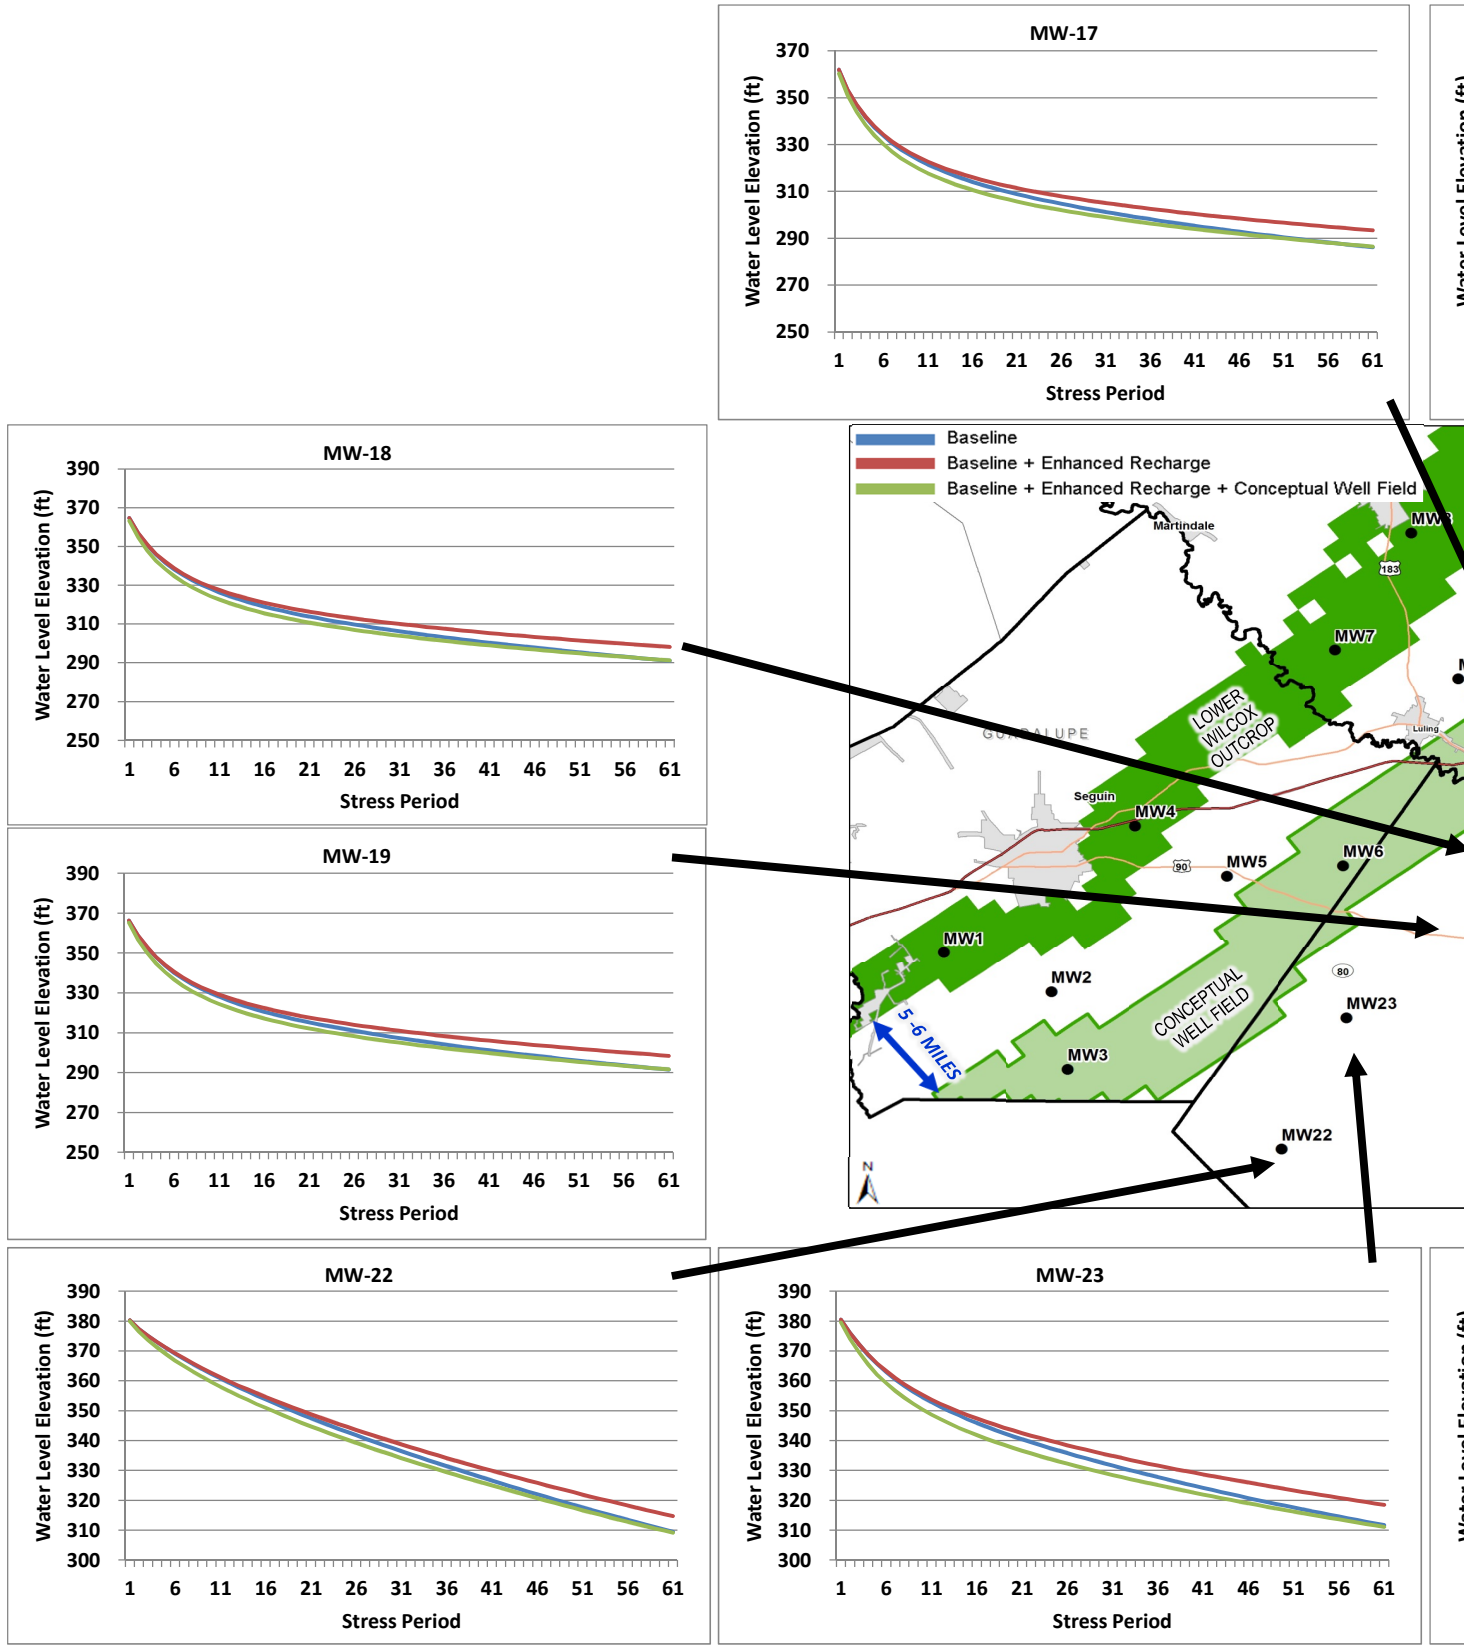 MW-17
Water Level Elevation (ft)
370
350
330
310
290
270
250
1 6 11 16 21 26 31 36 41 46 51 56 61
Stress Period
MW-18
Water Level Elevation (ft)
390
370
350
330
310
290
270
250
1 6 11 16 21 26 31 36 41 46 51 56 61
Stress Period
Baseline
Baseline + Enhanced Recharge
Baseline + Enhanced Recharge + Conceptual Well Field
Martindale
MW8
183
MW7
LOWER
WILCOX
OUTCROP
GUADALUPE
Luling
Seguin
MW4
MW6
90
MW5
MW1
MW2
80
CONCEPTUAL
WELL FIELD
MW23
5-6 MILES
MW3
MW22
N
MW-19
Water Level Elevation (ft)
390
370
350
330
310
290
270
250
1 6 11 16 21 26 31 36 41 46 51 56 61
Stress Period
MW-22
Water Level Elevation (ft)
390
380
370
360
350
340
330
320
310
300
1 6 11 16 21 26 31 36 41 46 51 56 61
Stress Period
MW-23
Water Level Elevation (ft)
390
380
370
360
350
340
330
320
310
300
1 6 11 16 21 26 31 36 41 46 51 56 61
Stress Period